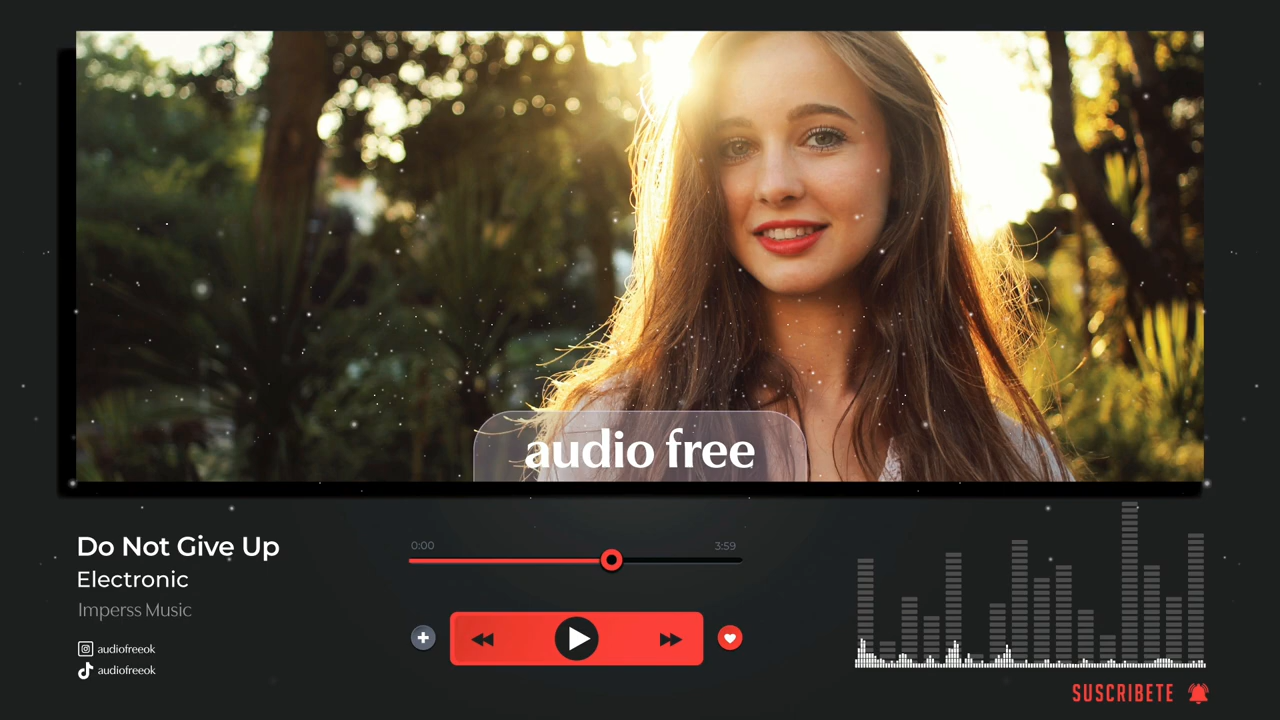 audio free
Do Not Give Up
Electronic
Imperss Music
audiofreeok
audiofreeok
0:00
3:59
SUSCRIBETE